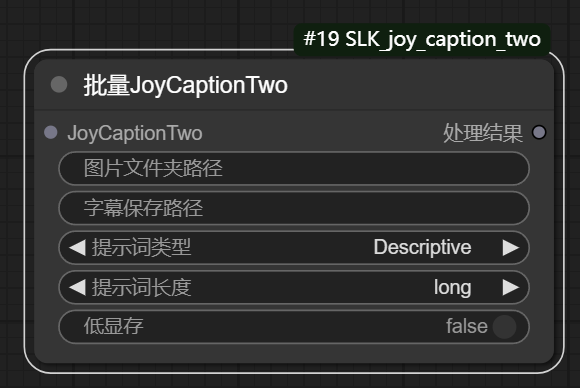 #19 SLK_joy_caption_two
批量JoyCaptionTwo
JoyCaptionTwo 处理结果
图片文件夹路径
字幕保存路径
提示词类型 Descriptive
提示词长度 long
低显存 false